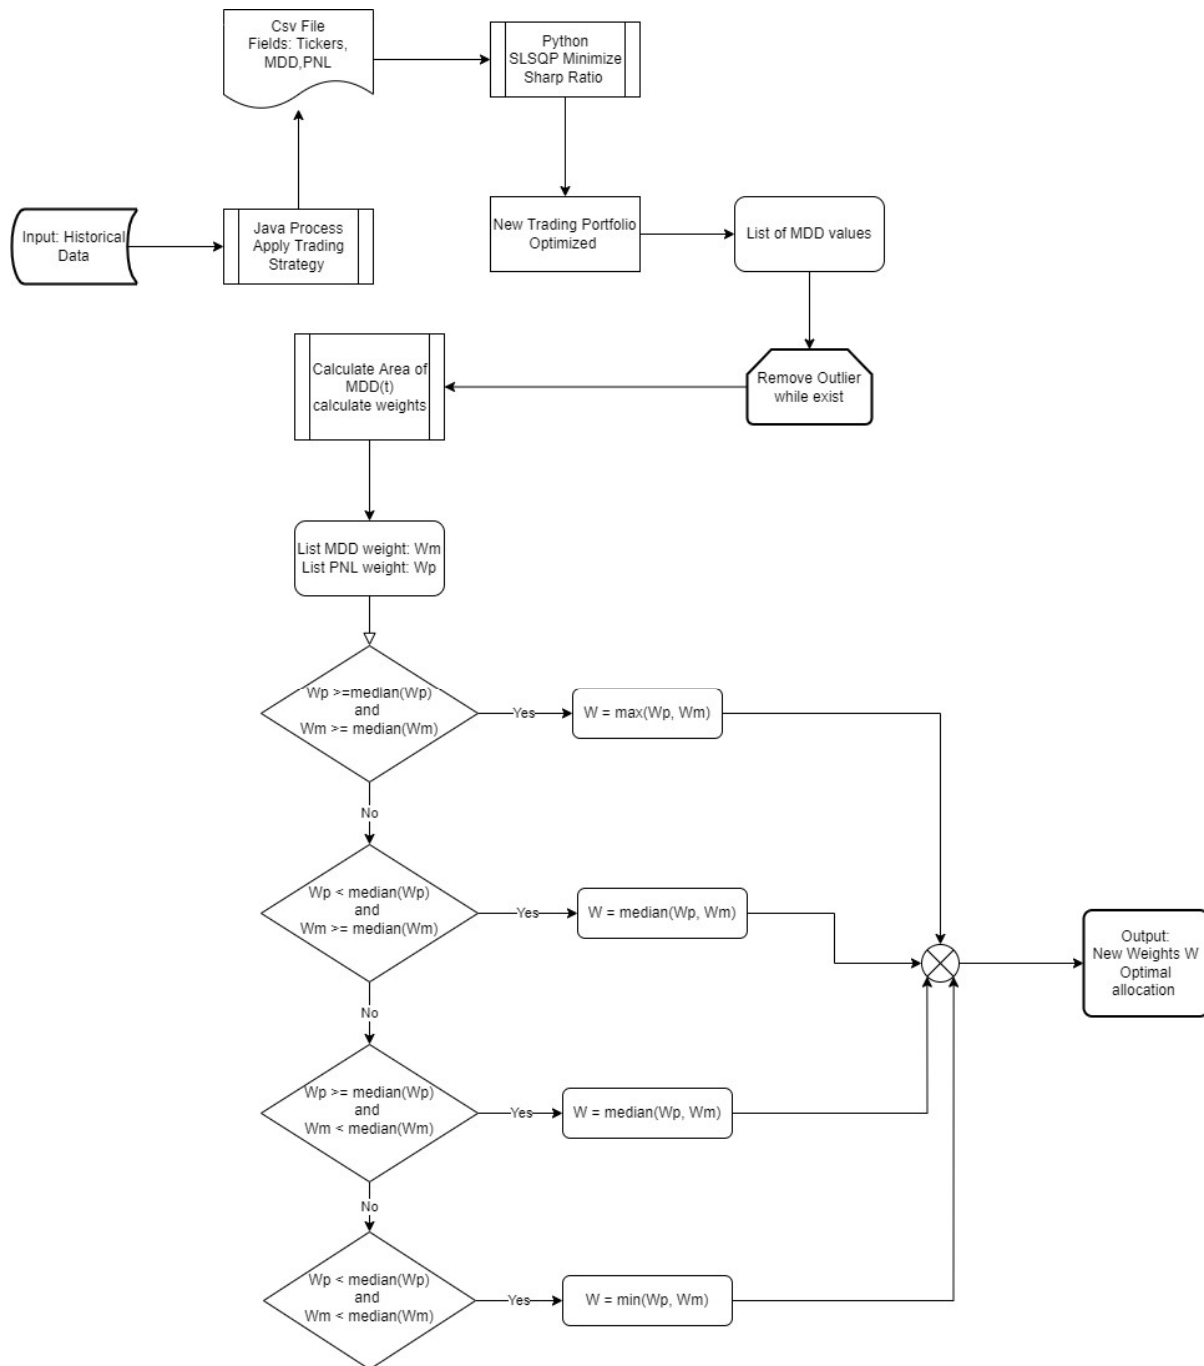 Csv File
Fields: Tickers,
MDD,PNL
Python
SLSQP Minimize
Sharp Ratio
Input: Historical
Data
Java Process
Apply Trading
Strategy
New Trading Portfolio
Optimized
List of MDD values
Calculate Area of
MDD(t)
calculate weights
Remove Outlier
while exist
List MDD weight: Wm
List PNL weight: Wp
Wp >=median(Wp)
and
Wm >= median(Wm)
Yes
W = max(Wp, Wm)
No
Wp < median(Wp)
and
Wm >= median(Wm)
Yes
W = median(Wp, Wm)
Output:
New Weights W
Optimal
allocation
No
Wp >= median(Wp)
and
Wm < median(Wm)
Yes
W = median(Wp, Wm)
No
Wp < median(Wp)
and
Wm < median(Wm)
Yes
W = min(Wp, Wm)